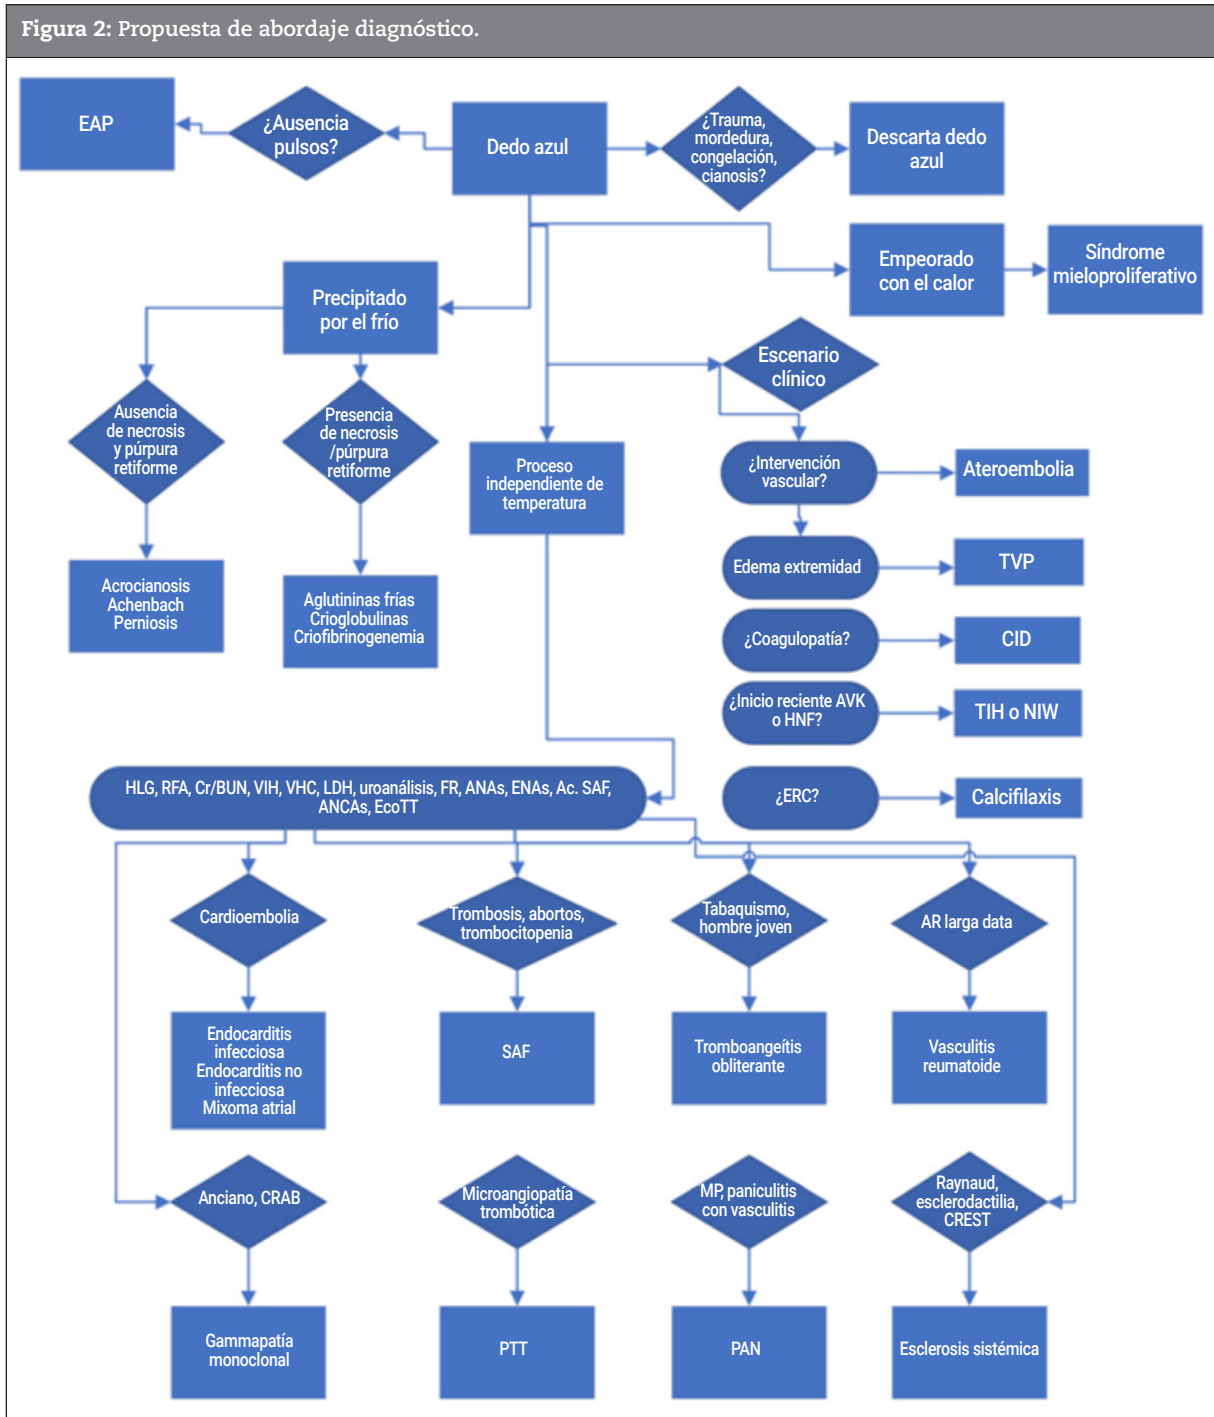 Figura 2: Propuesta de abordaje diagnóstico.
EAP
¿Ausencia
pulsos?
Dedo azul
¿Trauma,
mordedura,
congelación,
cianosis?
Descarta dedo
azul
Empeorado
con el calor
Síndrome
mieloproliferativo
Precipitado
por el frío
Escenario
clínico
Ausencia
de necrosis
y púrpura
retiforme
Presencia
de necrosis
/púrpura
retiforme
Proceso
independiente de
temperatura
¿Intervención
vascular?
Ateroembolia
Edema extremidad
TVP
Acrocianosis
Achenbach
Perniosis
Aglutininas frías
Crioglobulinas
Criofibrinogenemia
¿Coagulopatía?
CID
¿Inicio reciente AVK
o HNF?
TIH o NIW
¿ERC?
Calcifilaxis
HLG, RFA, Cr/BUN, VIH, VHC, LDH, uroanálisis, FR, ANAs, ENAs, Ac. SAF,
ANCAs, EcoTT
Cardioembolia
Trombosis, abortos,
trombocitopenia
Tabaquismo,
hombre joven
AR larga data
Endocarditis
infecciosa
Endocarditis no
infecciosa
Mixoma atrial
SAF
Tromboangeítis
obliterante
Vasculitis
reumatoide
Anciano, CRAB
Microangiopatía
trombótica
MP, paniculitis
con vasculitis
Raynaud,
esclerodactilia,
CREST
Gammapatía
monoclonal
PTT
PAN
Esclerosis sistémica